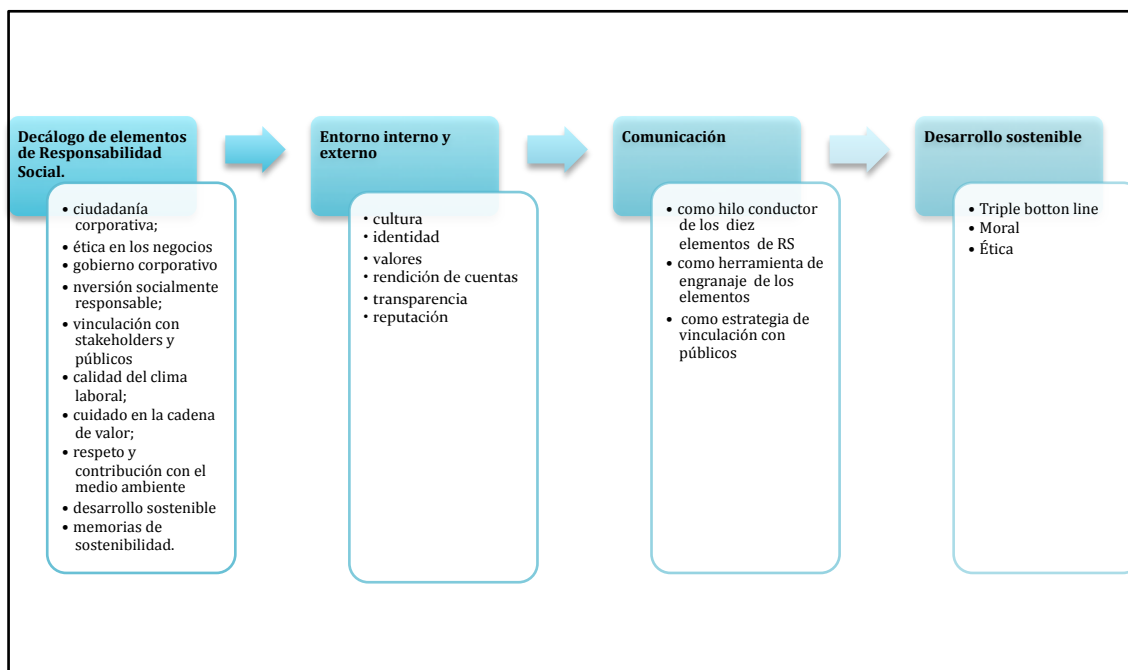 Decálogo de elementos
de Responsabilidad
Social.
• ciudadanía
corporativa;
• ética en los negocios
• gobierno corporativo
• nversión socialmente
responsable;
• vinculación con
stakeholders y
públicos
• calidad del clima
laboral;
• cuidado en la cadena
de valor;
• respeto y
contribución con el
medio ambiente
• desarrollo sostenible
• memorias de
sostenibilidad.
Entorno interno y
externo
• cultura
• identidad
• valores
• rendición de cuentas
• transparencia
• reputación
Comunicación
• como hilo conductor
de los diez
elementos de RS
• como herramienta de
engranaje de los
elementos
• como estrategia de
vinculación con
públicos
Desarrollo sostenible
• Triple botton line
• Moral
• Ética